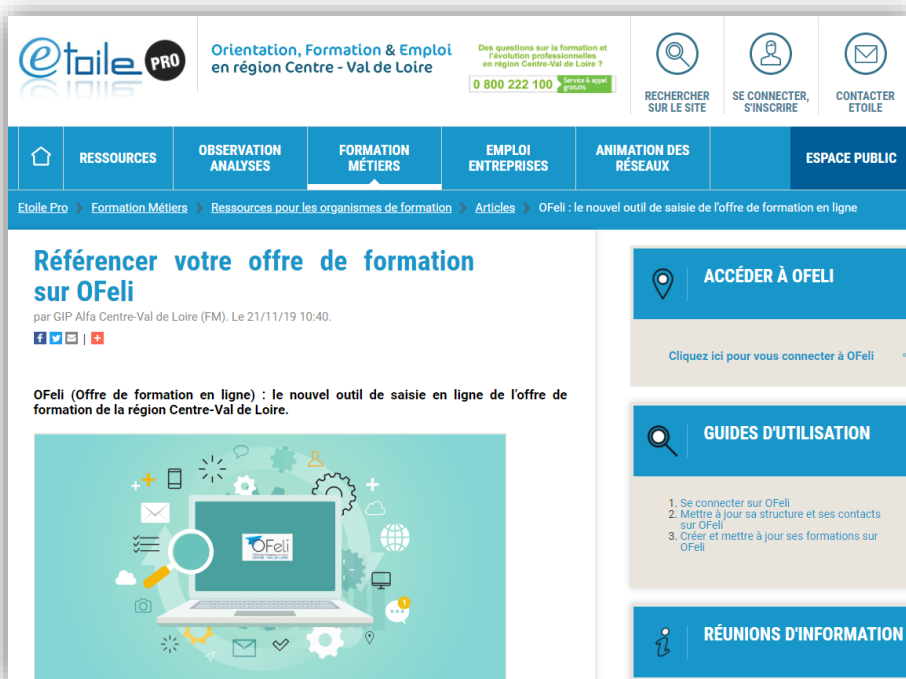 etoile PRO
Orientation, Formation & Emploi
en région Centre - Val de Loire
Des questions sur la formation et
l'évolution professionnelles
en région Centre-Val de Loire ?
0 800 222 100 Service & appel
gratuits
RECHERCHER
SUR LE SITE
SE CONNECTER,
S'INSCRIRE
CONTACTER
ETOILE
RESSOURCES
OBSERVATION
ANALYSES
FORMATION
MÉTIERS
EMPLOI
ENTREPRISES
ANIMATION DES
RÉSEAUX
ESPACE PUBLIC
Etoile Pro Formation Métiers Ressources pour les organismes de formation Articles OFeli : le nouvel outil de saisie de l'offre de formation en ligne
Référencer votre offre de formation
sur OFeli
par GIP Alfa Centre-Val de Loire (FM). Le 21/11/19 10:40.
OFeli (Offre de formation en ligne) : le nouvel outil de saisie en ligne de l'offre de
formation de la région Centre-Val de Loire.
OFeli
1
ACCÉDER À OFELI
Cliquez ici pour vous connecter à OFeli
GUIDES D'UTILISATION
1. Se connecter sur OFeli
2. Mettre à jour sa structure et ses contacts
sur OFeli
3. Créer et mettre à jour ses formations sur
OFeli
RÉUNIONS D'INFORMATION